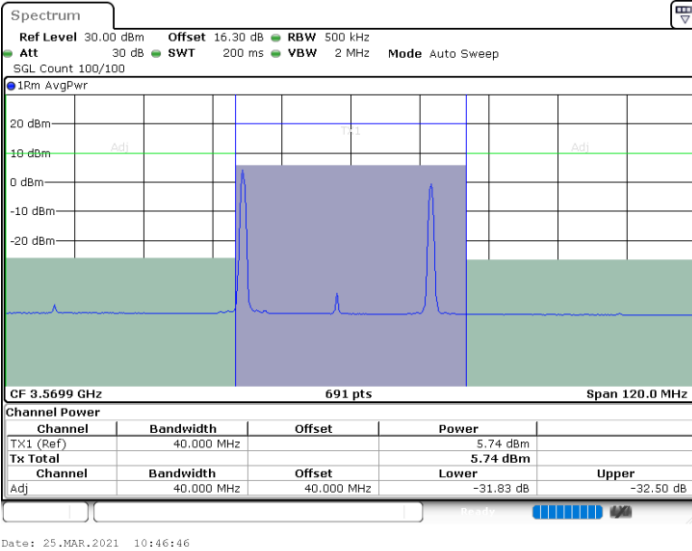 Spectrum
Ref Level 30.00 dBm Offset 16.30 dB RBW 500 kHz
Att 30 dB SWT 200 ms VBW 2 MHz Mode Auto Sweep
SGL Count 100/100
1Rm AvgPwr
20 dBm
TX1
Adj
Adj
10 dBm
0 dBm
-10 dBm
-20 dBm
CF 3.5699 GHz 691 pts Span 120.0 MHz
Channel Power
Channel Bandwidth Offset Power
TX1 (Ref) 40.000 MHz 5.74 dBm
Tx Total 5.74 dBm
Channel Bandwidth Offset Lower Upper
Adj 40.000 MHz 40.000 MHz -31.83 dB -32.50 dB
Ready
Date: 25.MAR.2021 10:46:46